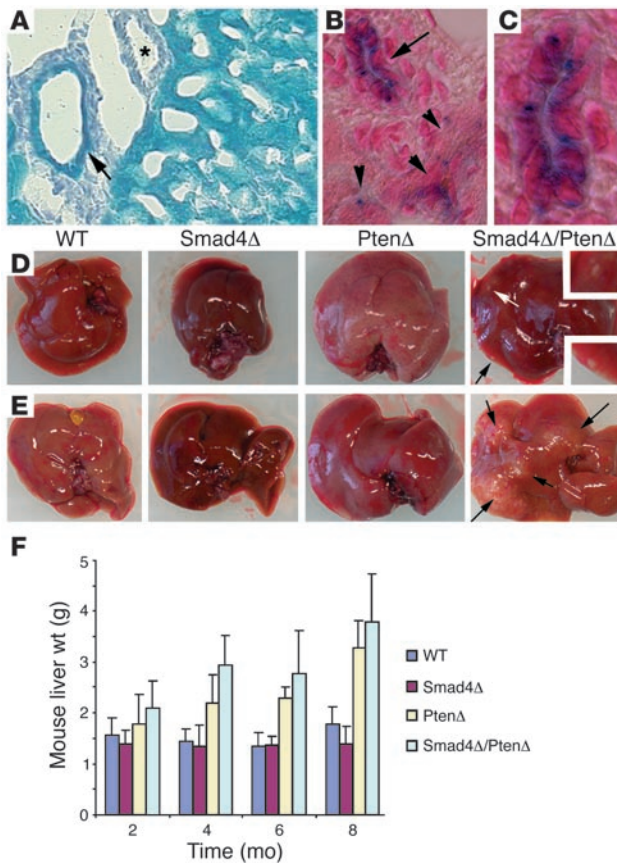 A
*
B
C
WT Smad4Δ PtenΔ Smad4Δ/PtenΔ
D
E
F
5
4
3
2
1
0
Mouse liver wt (g)
2 4 6 8
Time (mo)
WT
Smad4Δ
PtenΔ
Smad4Δ/PtenΔ